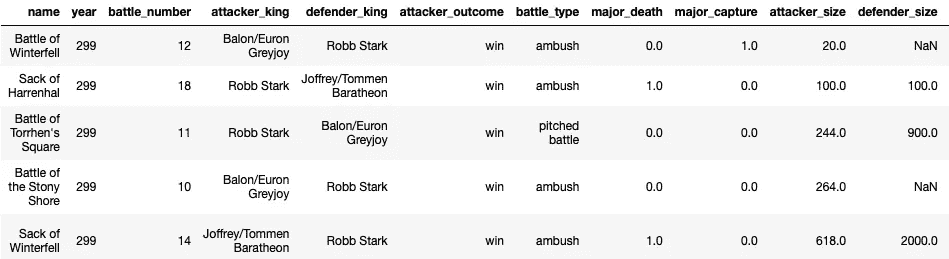 name year battle_number attacker_king defender_king attacker_outcome battle_type major_death major_capture attacker_size defender_size
Battle of Winterfell 299 12 Balon/Euron Greyjoy Robb Stark win ambush 0.0 1.0 20.0 NaN
Sack of Harrenhal 299 18 Robb Stark Joffrey/Tommen Baratheon win ambush 1.0 0.0 100.0 100.0
Battle of Torrhen's Square 299 11 Robb Stark Balon/Euron Greyjoy win pitched battle 0.0 0.0 244.0 900.0
Battle of the Stony Shore 299 10 Balon/Euron Greyjoy Robb Stark win ambush 0.0 0.0 264.0 NaN
Sack of Winterfell 299 14 Joffrey/Tommen Baratheon Robb Stark win ambush 1.0 0.0 618.0 2000.0